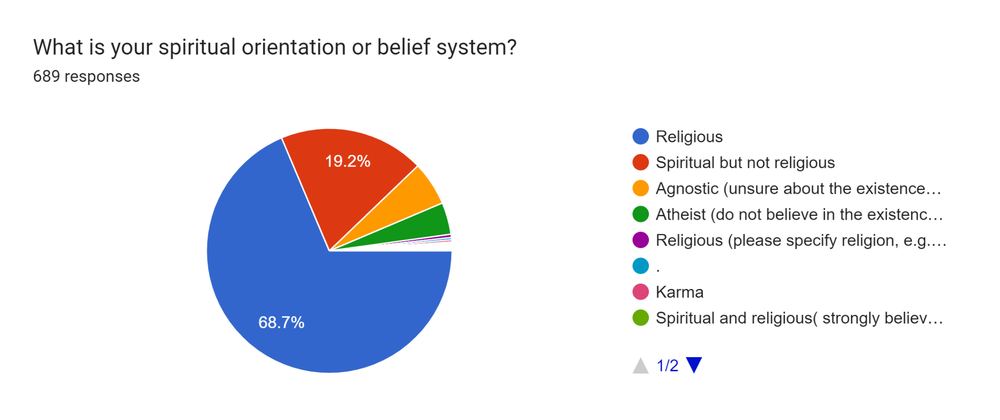 What is your spiritual orientation or belief system?
689 responses
19.2%
68.7%
Religious
Spiritual but not religious
Agnostic (unsure about the existence…
Atheist (do not believe in the existenc…
Religious (please specify religion, e.g.…
.
Karma
Spiritual and religious( strongly believ…
1/2